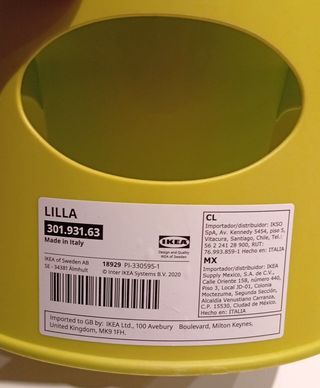 LILLA
301.931.63
Made in Italy
IKEA
Design and Quality
IKEA of Sweden
IKEA of Sweden AB
SE - 34381 Älmhult
18929 PI-330595-1
© Inter IKEA Systems B.V. 2020
Imported to GB by: IKEA Ltd., 100 Avebury Boulevard, Milton Keynes,
United Kingdom, MK9 1FH.
CL
Importador/distribuidor: IKSO
SpA, Av. Kennedy 5454, piso 5,
Vitacura, Santiago, Chile, Tel.:
56 2 241 28 900, RUT:
76.993.859-1 Hecho en: ITALIA
MX
Importador/distribuidor: IKEA
Supply Mexico, S.A. de C.V.,
Calle Oriente 158, número 440,
Piso 3, Local JD-01, Colonia
Moctezuma, Segunda Sección,
Alcaldía Venustiano Carranza,
C.P. 15530, Ciudad de México.
Hecho en: ITALIA